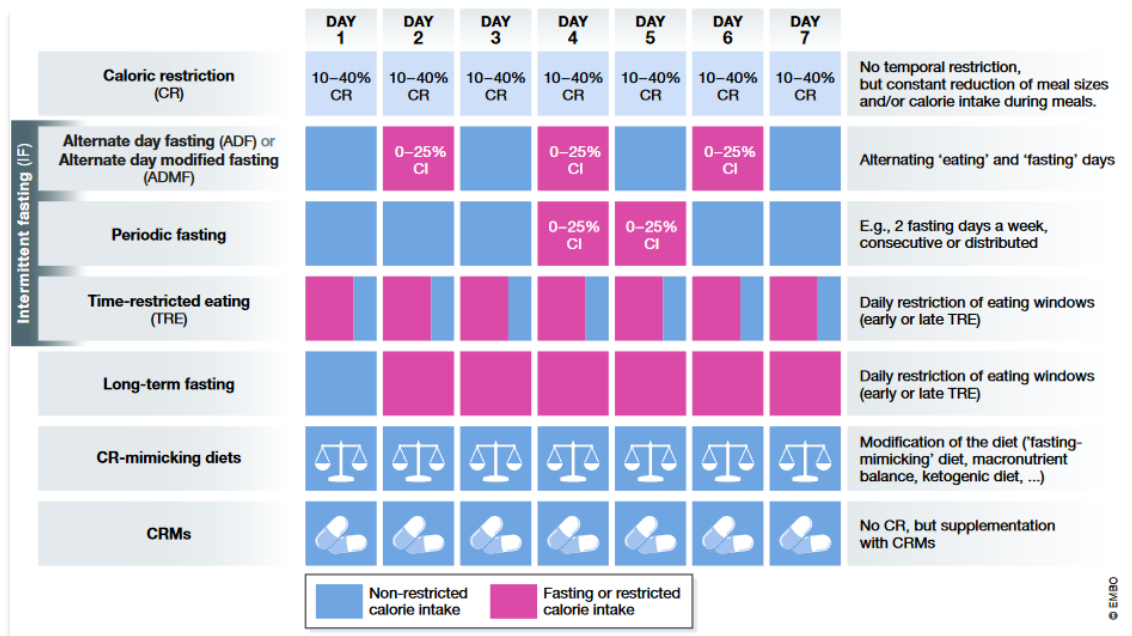 DAY 1
DAY 2
DAY 3
DAY 4
DAY 5
DAY 6
DAY 7
Caloric restriction
(CR)
10–40%
CR
10–40%
CR
10–40%
CR
10–40%
CR
10–40%
CR
10–40%
CR
10–40%
CR
No temporal restriction,
but constant reduction of meal sizes
and/or calorie intake during meals.
Intermittent fasting (IF)
Alternate day fasting (ADF) or
Alternate day modified fasting
(ADMF)
0–25%
CI
0–25%
CI
0–25%
CI
Alternating ‘eating’ and ‘fasting’ days
Periodic fasting
0–25%
CI
0–25%
CI
E.g., 2 fasting days a week,
consecutive or distributed
Time-restricted eating
(TRE)
Daily restriction of eating windows
(early or late TRE)
Long-term fasting
Daily restriction of eating windows
(early or late TRE)
CR-mimicking diets
Modification of the diet (’fasting-
mimicking’ diet, macronutrient
balance, ketogenic diet, ...)
CRMs
No CR, but supplementation
with CRMs
Non-restricted
calorie intake
Fasting or restricted
calorie intake
© EMBO